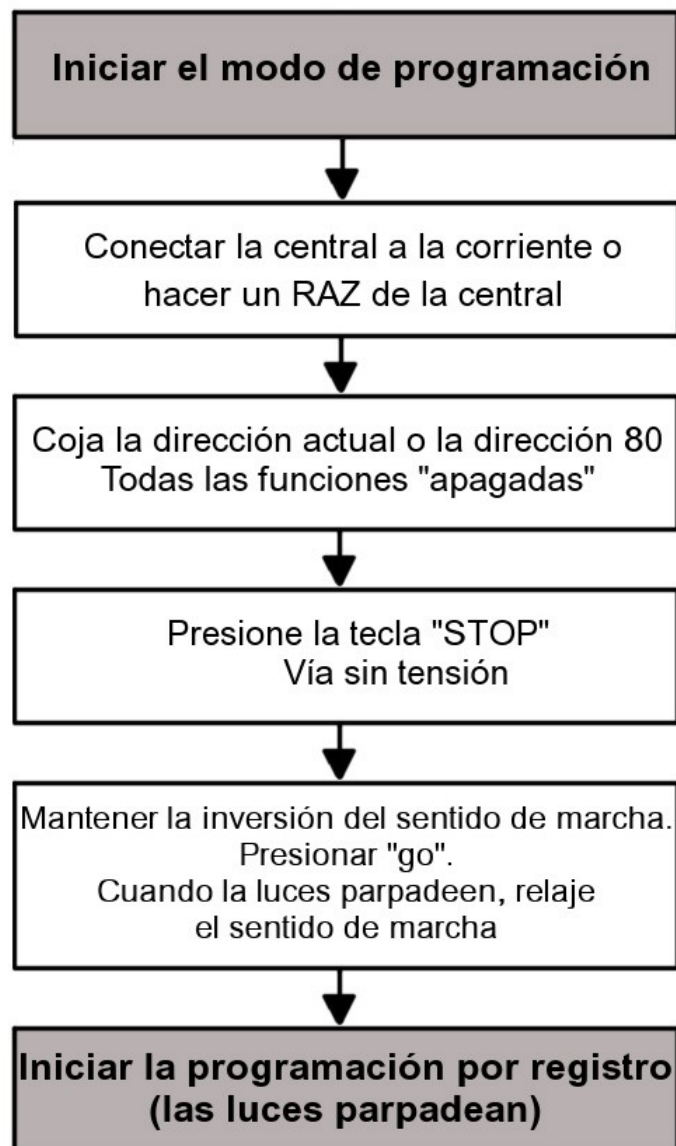 Iniciar el modo de programación
Conectar la central a la corriente o
hacer un RAZ de la central
Coja la dirección actual o la dirección 80
Todas las funciones "apagadas"
Presione la tecla "STOP"
Vía sin tensión
Mantener la inversión del sentido de marcha.
Presionar "go".
Cuando la luces parpadeen, relaje
el sentido de marcha
Iniciar la programación por registro
(las luces parpadean)